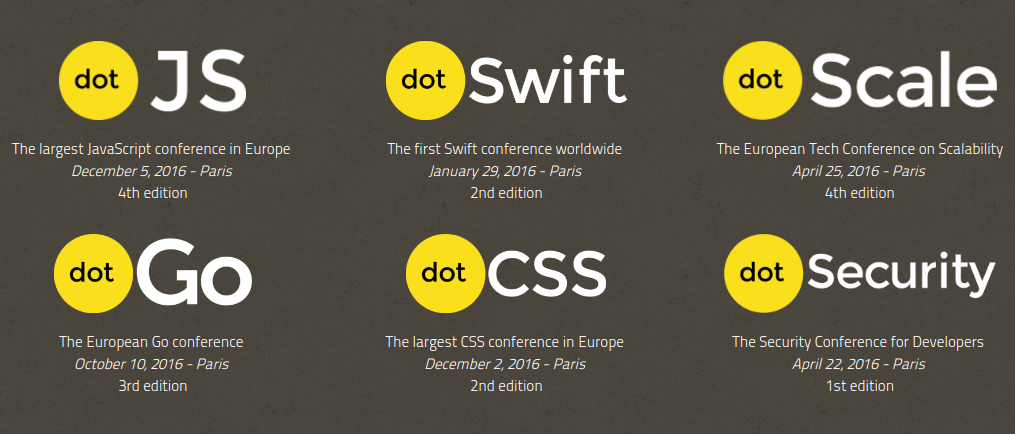 dot JS
The largest JavaScript conference in Europe
December 5, 2016 - Paris
4th edition
dot Swift
The first Swift conference worldwide
January 29, 2016 - Paris
2nd edition
dot Scale
The European Tech Conference on Scalability
April 25, 2016 - Paris
4th edition
dot Go
The European Go conference
October 10, 2016 - Paris
3rd edition
dot CSS
The largest CSS conference in Europe
December 2, 2016 - Paris
2nd edition
dot Security
The Security Conference for Developers
April 22, 2016 - Paris
1st edition